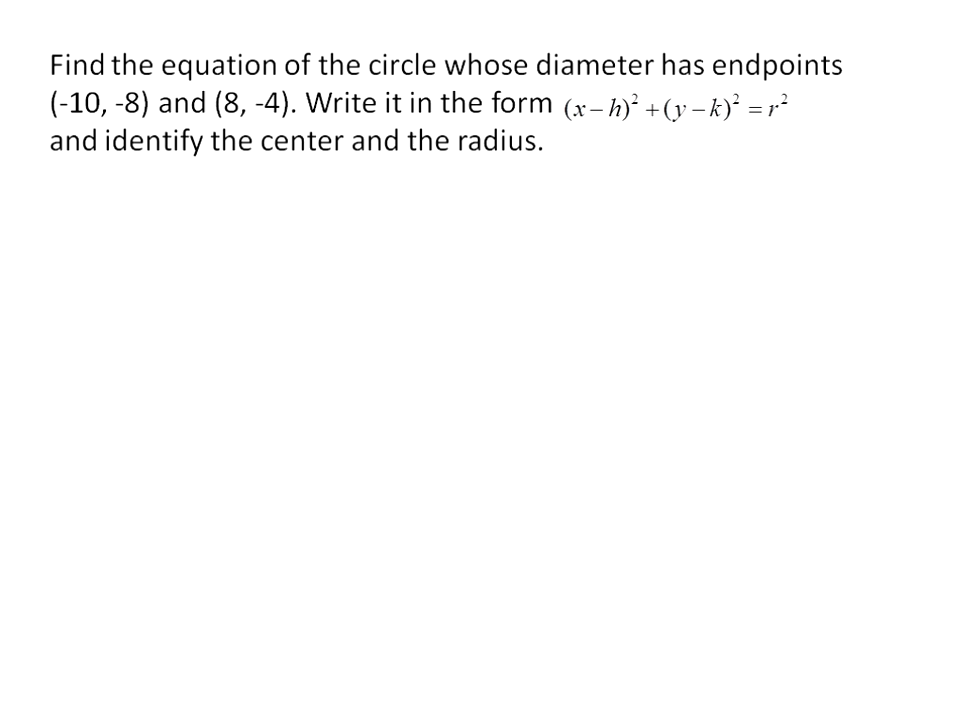 Find the equation of the circle whose diameter has endpoints
(-10, -8) and (8, -4). Write it in the form (x – h)² + (y – k)² = r²
and identify the center and the radius.